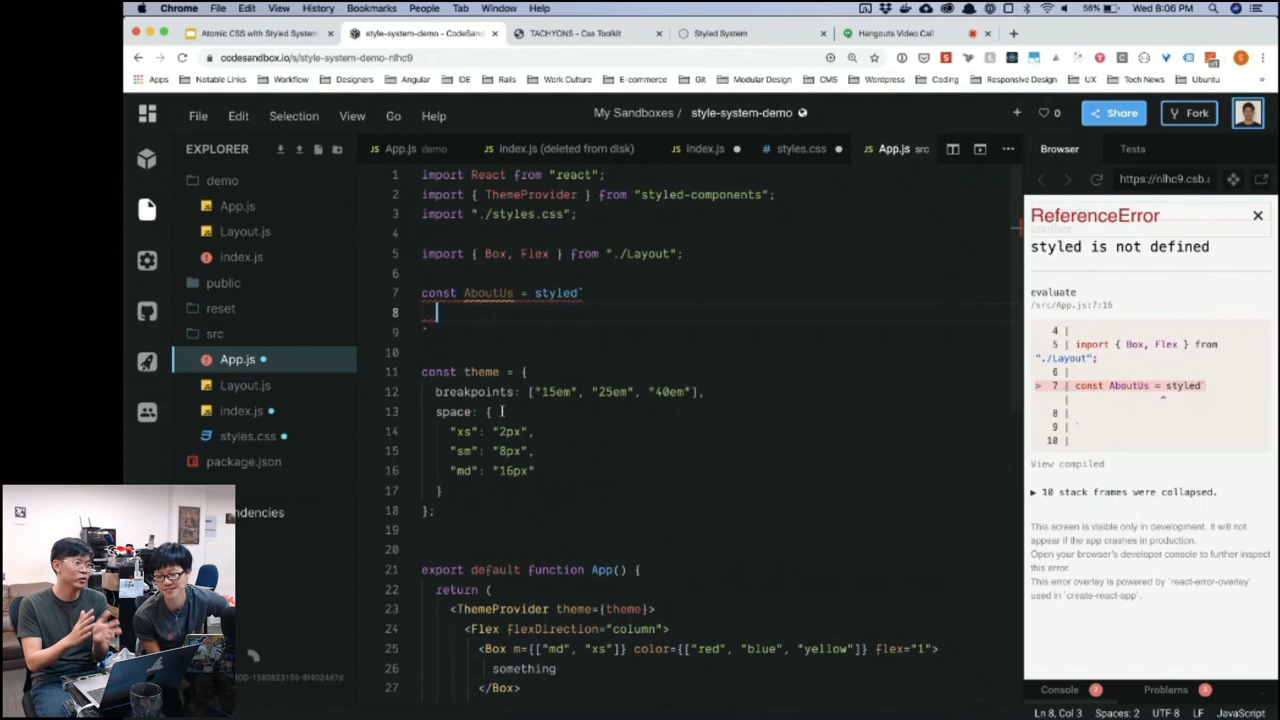 Chrome File Edit View History Bookmarks People Tab Window Help 56% Wed 8:06 PM
Atomic CSS with Styled System × style-system-demo - CodeSand × TACHYONS - Css Toolkit × Styled System × Hangouts Video Call × +
codesandbox.io/s/style-system-demo-nlhc9
Apps Notable Links Workflow Designers Angular IDE Rails Work Culture E-commerce Git Modular Design CMS Wordpress Coding Responsive Design UX Tech News Ubuntu »
File Edit Selection View Go Help My Sandboxes / style-system-demo + 0 Share Fork
EXPLORER
demo
App.js
Layout.js
index.js
public
reset
src
App.js
Layout.js
index.js
styles.css
package.json
ndencies
App.js demo Index.js (deleted from disk) Index.js styles.css App.js src
1 import React from "react";
2 import { ThemeProvider } from "styled-components";
3 import "./styles.css";
4
5 import { Box, Flex } from "./Layout";
6
7 const AboutUs = styled`
8
9 `
10
11 const theme = {
12 breakpoints: ["15em", "25em", "40em"],
13 space: {
14 "xs": "2px",
15 "sm": "8px",
16 "md": "16px"
17 }
18 };
19
20
21 export default function App() {
22 return (
23 <ThemeProvider theme={theme}>
24 <Flex flexDirection="column">
25 <Box m={["md", "xs"]} color={["red", "blue", "yellow"]} flex="1">
26 something
27 </Box>
Browser Tests
https://nlhc9.csb.a
ReferenceError ×
another
styled is not defined
evaluate
/src/App.js:7:16
4 |
5 | import { Box, Flex } from
"./Layout";
6 |
> 7 | const AboutUs = styled`
| ^
8 |
9 | `
10 |
View compiled
▶ 10 stack frames were collapsed.
This screen is visible only in development. It will not
appear if the app crashes in production.
Open your browser's developer console to further inspect
this error.
This error overlay is powered by `react-error-overlay`
used in `create-react-app`.
Console Problems
Ln 8, Col 3 Spaces: 2 UTF-8 LF JavaScript